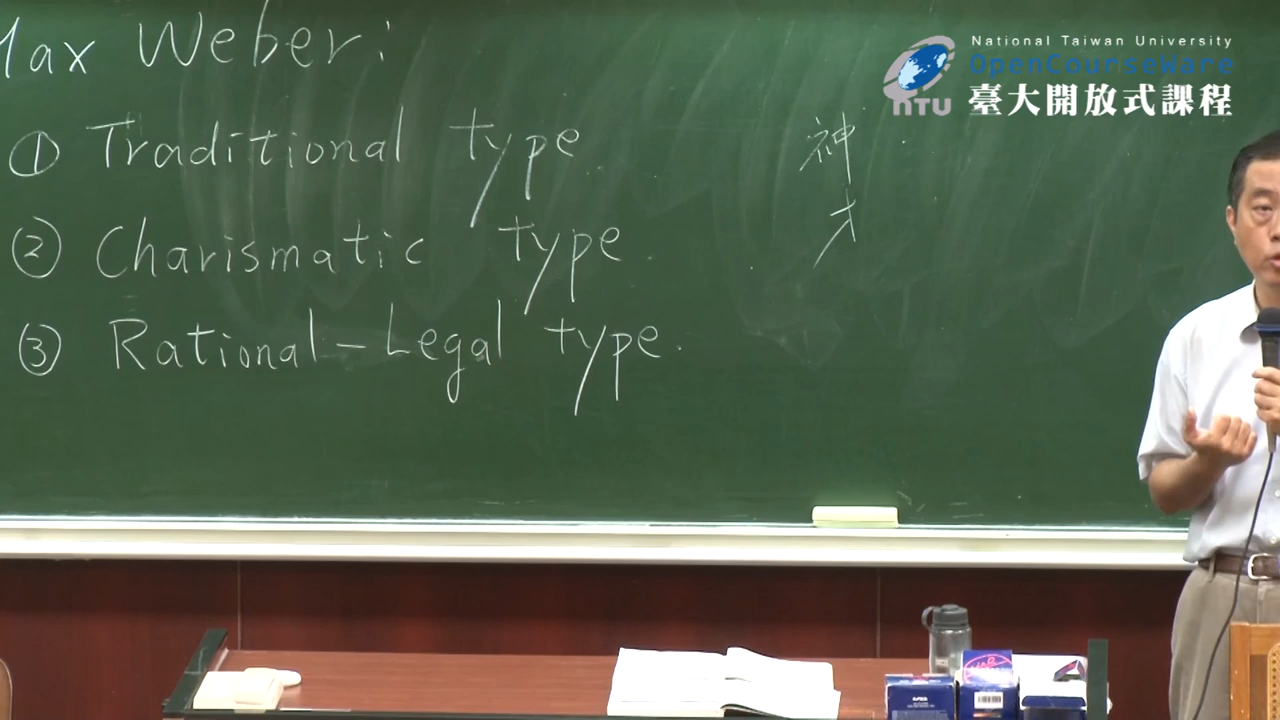 Max Weber:
① Traditional type.
② Charismatic type.
③ Rational-Legal type.
神
才
National Taiwan University
OpenCourseWare
NTU 臺大開放式課程